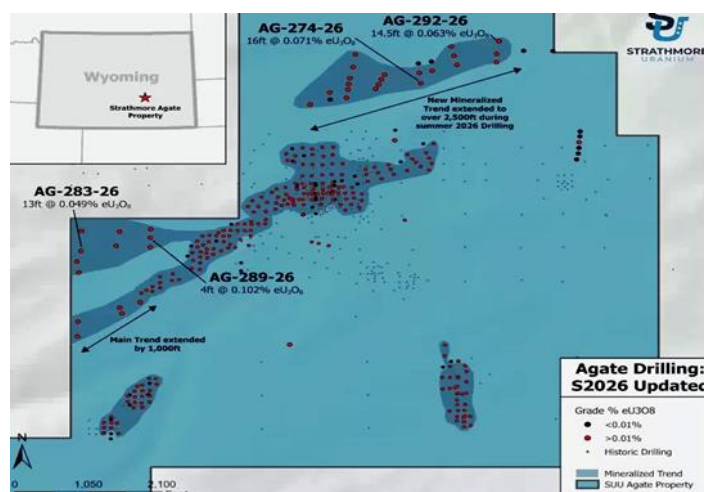 AG-274-26
16ft @ 0.071% eU₃O₈
AG-292-26
14.5ft @ 0.063% eU₃O₈
STRATHMORE
URANIUM
Wyoming
Strathmore Agate
Property
New Mineralized
Trend extended to
over 2,500ft during
summer 2026 Drilling
AG-283-26
13ft @ 0.049% eU₃O₈
AG-289-26
4ft @ 0.102% eU₃O₈
Main Trend extended
by 1,000ft
Agate Drilling:
S2026 Updated
Grade % eU3O8
<0.01%
>0.01%
Historic Drilling
Mineralized Trend
SUU Agate Property
N
0 1,050 2,100